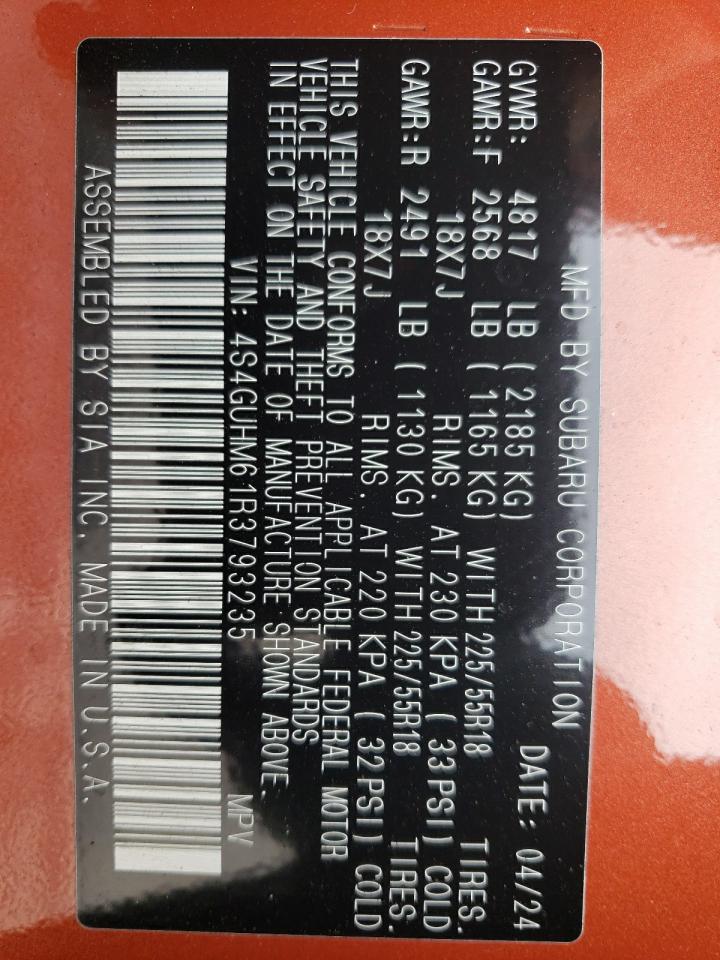 MFD BY SUBARU CORPORATION DATE: 04/24
GVWR: 4817 LB ( 2185 KG)
GAWR:F 2568 LB ( 1165 KG) WITH 225/55R18 TIRES.
18X7J RIMS. AT 230 KPA ( 33PSI) COLD
GAWR:R 2491 LB ( 1130 KG) WITH 225/55R18 TIRES.
18X7J RIMS. AT 220 KPA ( 32PSI) COLD
THIS VEHICLE CONFORMS TO ALL APPLICABLE FEDERAL MOTOR
VEHICLE SAFETY AND THEFT PREVENTION STANDARDS
IN EFFECT ON THE DATE OF MANUFACTURE SHOWN ABOVE.
VIN: 4S4GUHM61R3793235 MPV
ASSEMBLED BY SIA INC, MADE IN U.S.A.